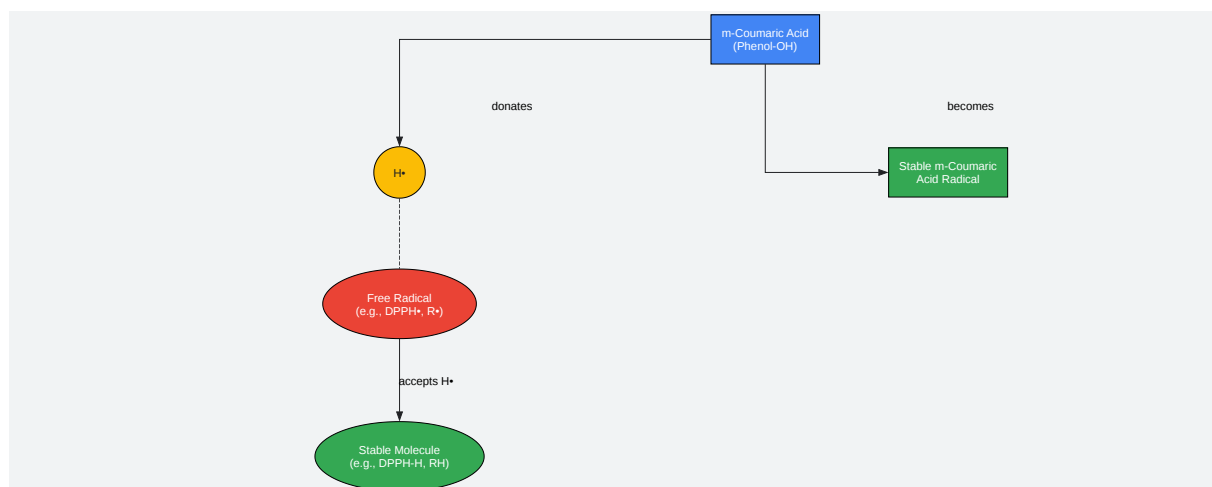 m-Coumaric Acid
(Phenol-OH)
donates
becomes
H•
Stable m-Coumaric
Acid Radical
Free Radical
(e.g., DPPH•, R•)
accepts H•
Stable Molecule
(e.g., DPPH-H, RH)